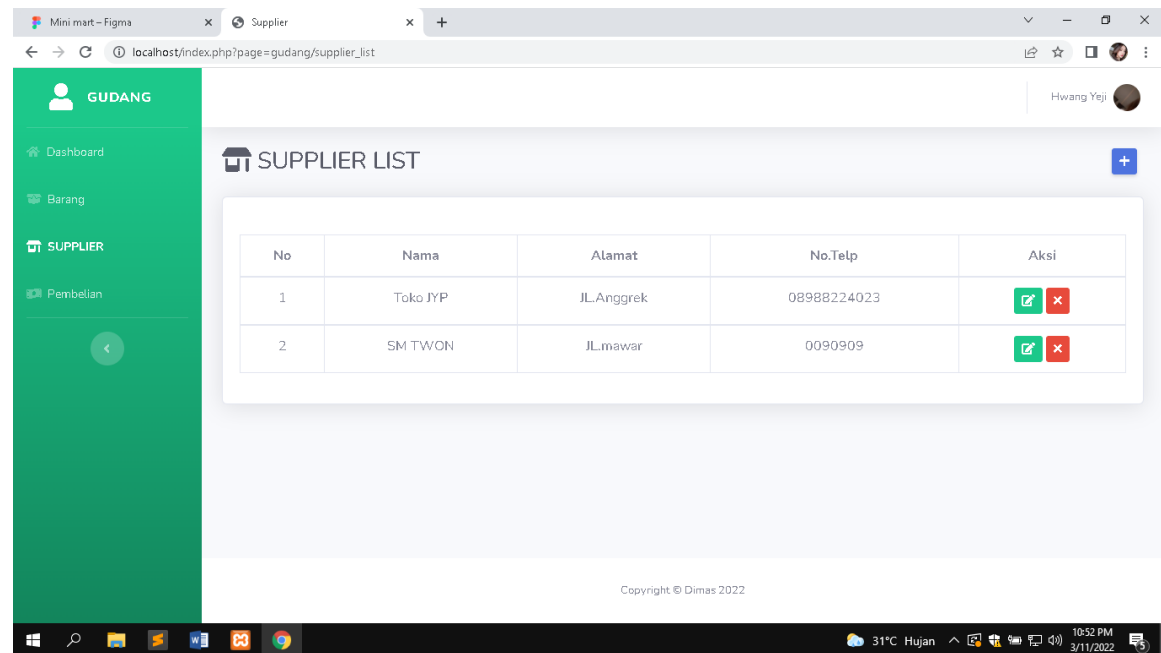 Mini mart – Figma
Supplier
localhost/index.php?page=gudang/supplier_list
GUDANG
Hwang Yeji
Dashboard
Barang
SUPPLIER
Pembelian
SUPPLIER LIST
No Nama Alamat No.Telp Aksi
1 Toko JYP JL.Anggrek 08988224023
2 SM TWON JL.mawar 0090909
Copyright © Dimas 2022
31°C Hujan
10:52 PM
3/11/2022
5